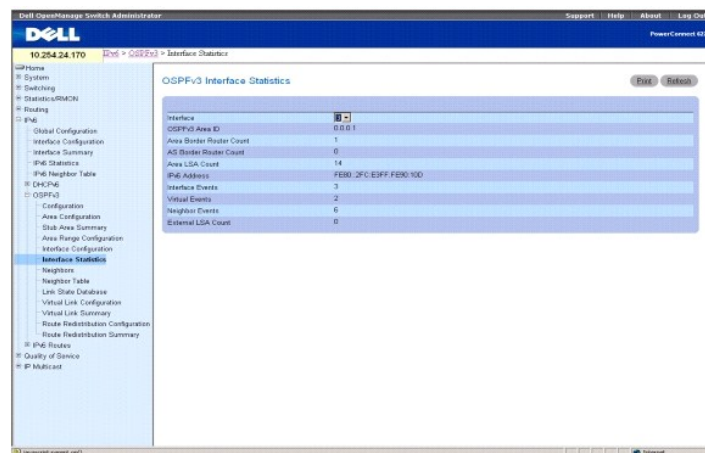 Dell OpenManage Switch Administrator
Support Help About Log Out
DELL
PowerConnect 62
10.254.24.170 IPv6 > OSPFv3 > Interface Statistics
Home
System
Switching
Statistics/RMON
Routing
IPv6
Global Configuration
Interface Configuration
Interface Summary
IPv6 Statistics
IPv6 Neighbor Table
DHCPv6
OSPFv3
Configuration
Area Configuration
Stub Area Summary
Area Range Configuration
Interface Configuration
Interface Statistics
Neighbors
Neighbor Table
Link State Database
Virtual Link Configuration
Virtual Link Summary
Route Redistribution Configuration
Route Redistribution Summary
IPv6 Routes
Quality of Service
IP Multicast
OSPFv3 Interface Statistics
Print Refresh
Interface
OSPFv3 Area ID 0.0.0.1
Area Border Router Count 1
AS Border Router Count 0
Area LSA Count 14
IPv6 Address FE80::2FC:E3FF:FE90:10D
Interface Events 3
Virtual Events 2
Neighbor Events 6
External LSA Count 0
Internet